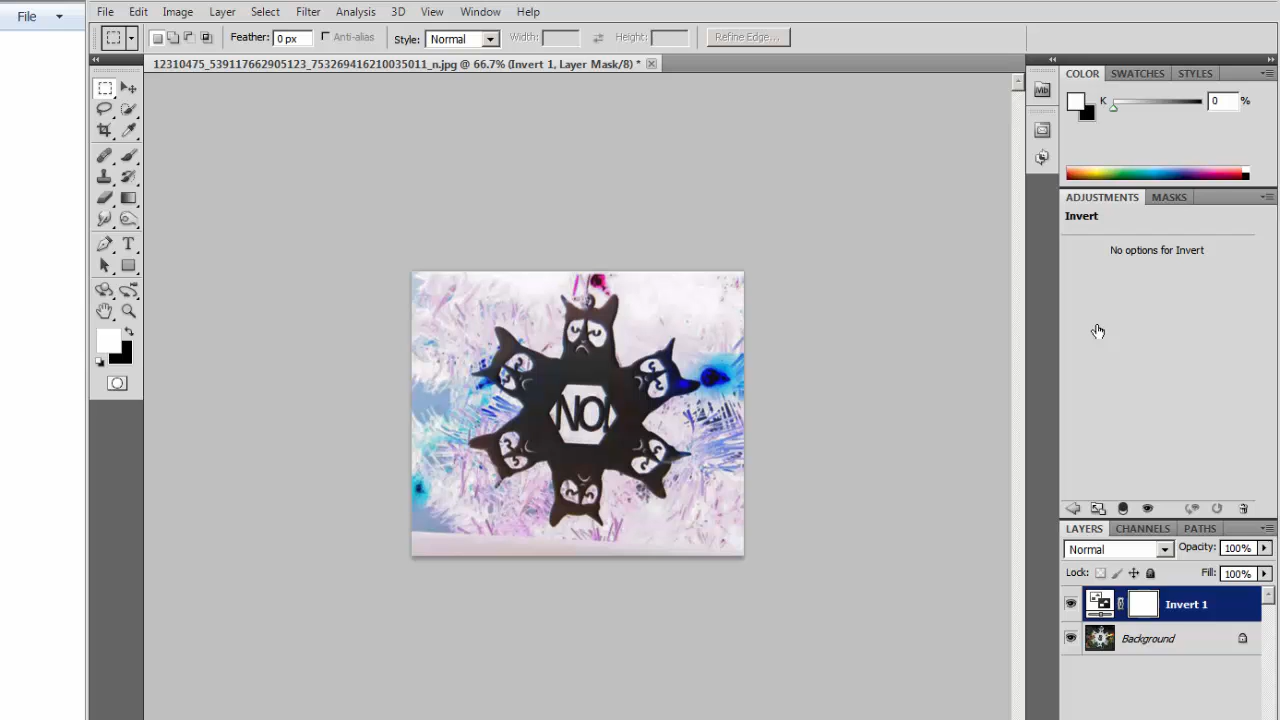 File
File Edit Image Layer Select Filter Analysis 3D View Window Help
Feather: 0 px Anti-alias Style: Normal Width: Height: Refine Edge...
12310475_539117662905123_753269416210035011_n.jpg @ 66.7% (Invert 1, Layer Mask/8) *
COLOR SWATCHES STYLES
Mb
K 0 %
ADJUSTMENTS MASKS
Invert
No options for Invert
T
NO!
LAYERS CHANNELS PATHS
Normal Opacity: 100%
Lock: Fill: 100%
Invert 1
Background